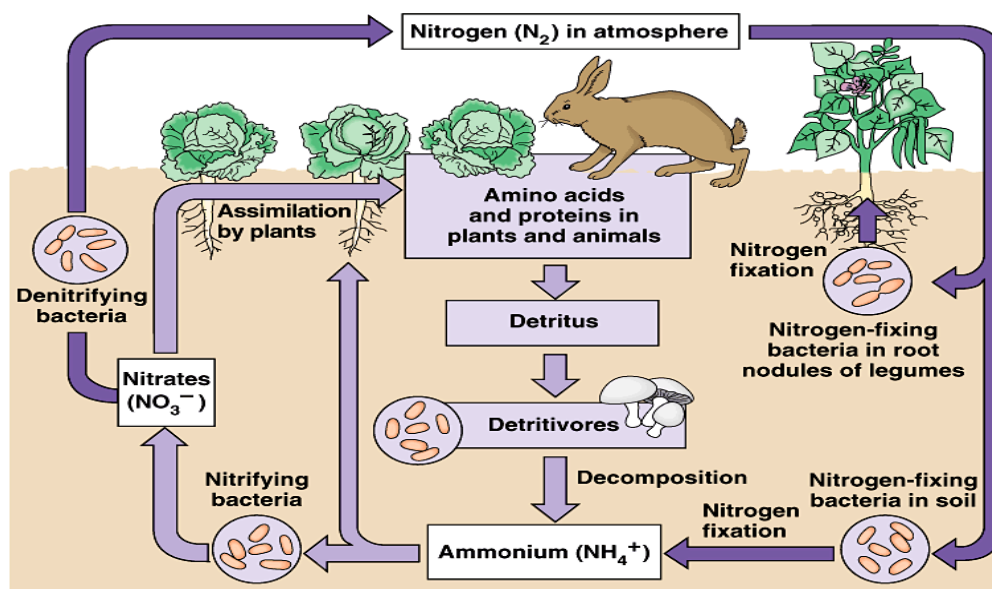 Nitrogen (N₂) in atmosphere
Assimilation
by plants
Amino acids
and proteins in
plants and animals
Nitrogen
fixation
Denitrifying
bacteria
Detritus
Nitrogen-fixing
bacteria in root
nodules of legumes
Nitrates
(NO₃⁻)
Detritivores
Nitrifying
bacteria
Decomposition
Nitrogen-fixing
bacteria in soil
Nitrogen
fixation
Ammonium (NH₄⁺)